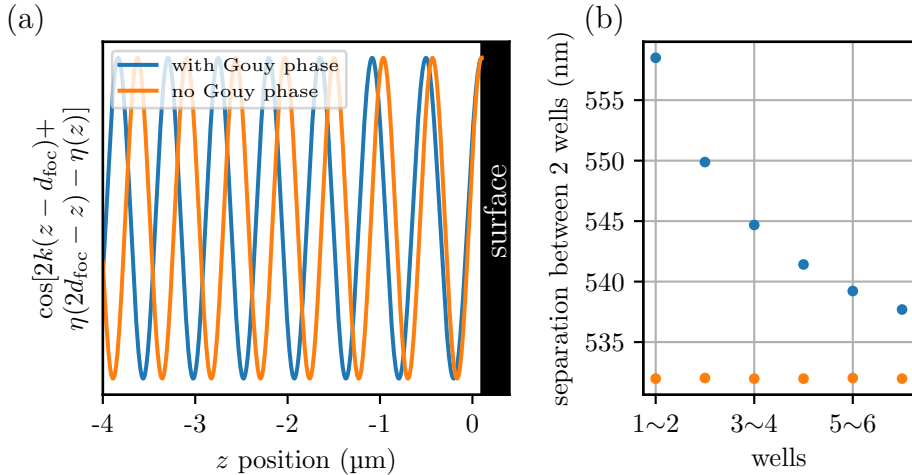 (a)
with Gouy phase
no Gouy phase
cos[2k(z − d_foc)+
η(2d_foc − z) − η(z)]
surface
-4
-3
-2
-1
0
z position (µm)
(b)
separation between 2 wells (nm)
555
550
545
540
535
1~2
3~4
5~6
wells